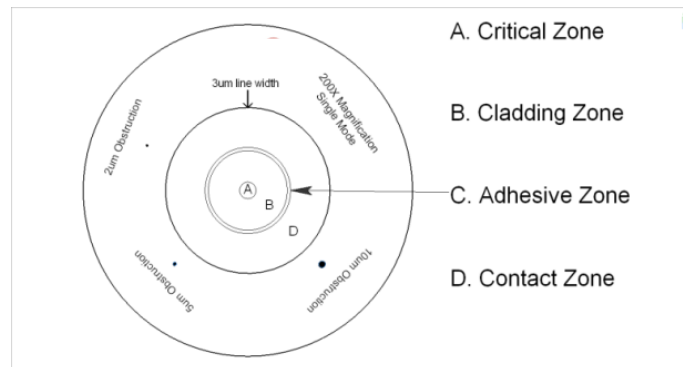 A. Critical Zone
3um line width
200X Magnification
Single Mode
2um Obstruction
B. Cladding Zone
A
B
C. Adhesive Zone
D
5um Obstruction
10um Obstruction
D. Contact Zone